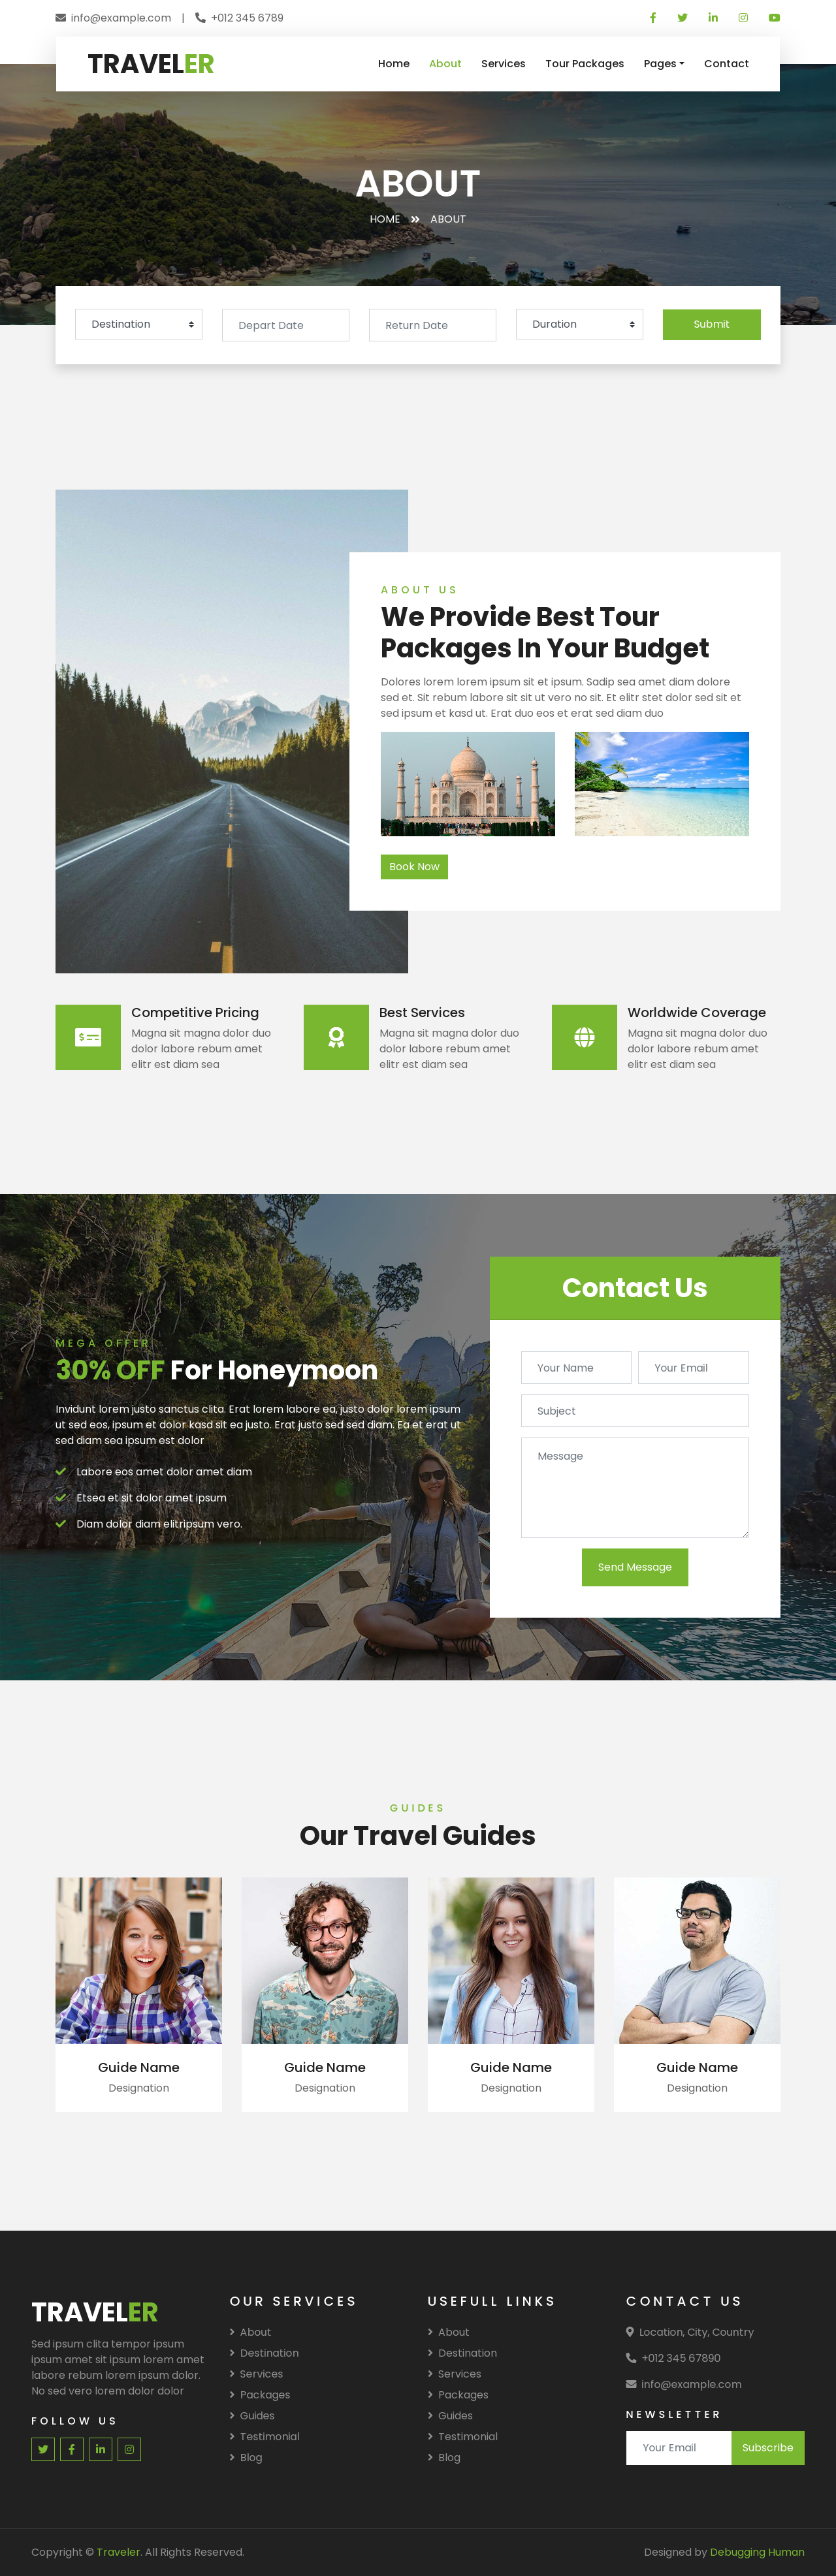 info@example.com | +012 345 6789
TRAVELER
Home About Services Tour Packages Pages Contact
ABOUT
HOME » ABOUT
Destination Depart Date Return Date Duration Submit
ABOUT US
We Provide Best Tour
Packages In Your Budget
Dolores lorem lorem ipsum sit et ipsum. Sadip sea amet diam dolore
sed et. Sit rebum labore sit sit ut vero no sit. Et elitr stet dolor sed sit et
sed ipsum et kasd ut. Erat duo eos et erat sed diam duo
Book Now
Competitive Pricing
Magna sit magna dolor duo
dolor labore rebum amet
elitr est diam sea
Best Services
Magna sit magna dolor duo
dolor labore rebum amet
elitr est diam sea
Worldwide Coverage
Magna sit magna dolor duo
dolor labore rebum amet
elitr est diam sea
MEGA OFFER
30% OFF For Honeymoon
Invidunt lorem justo sanctus clita. Erat lorem labore ea, justo dolor lorem ipsum
ut sed eos, ipsum et dolor kasd sit ea justo. Erat justo sed sed diam. Ea et erat ut
sed diam sea ipsum est dolor
Labore eos amet dolor amet diam
Etsea et sit dolor amet ipsum
Diam dolor diam elitripsum vero.
Contact Us
Your Name Your Email
Subject
Message
Send Message
GUIDES
Our Travel Guides
Guide Name
Designation
Guide Name
Designation
Guide Name
Designation
Guide Name
Designation
TRAVELER
Sed ipsum clita tempor ipsum
ipsum amet sit ipsum lorem amet
labore rebum lorem ipsum dolor.
No sed vero lorem dolor dolor
FOLLOW US
OUR SERVICES
About
Destination
Services
Packages
Guides
Testimonial
Blog
USEFULL LINKS
About
Destination
Services
Packages
Guides
Testimonial
Blog
CONTACT US
Location, City, Country
+012 345 67890
info@example.com
NEWSLETTER
Your Email Subscribe
Copyright © Traveler. All Rights Reserved.
Designed by Debugging Human